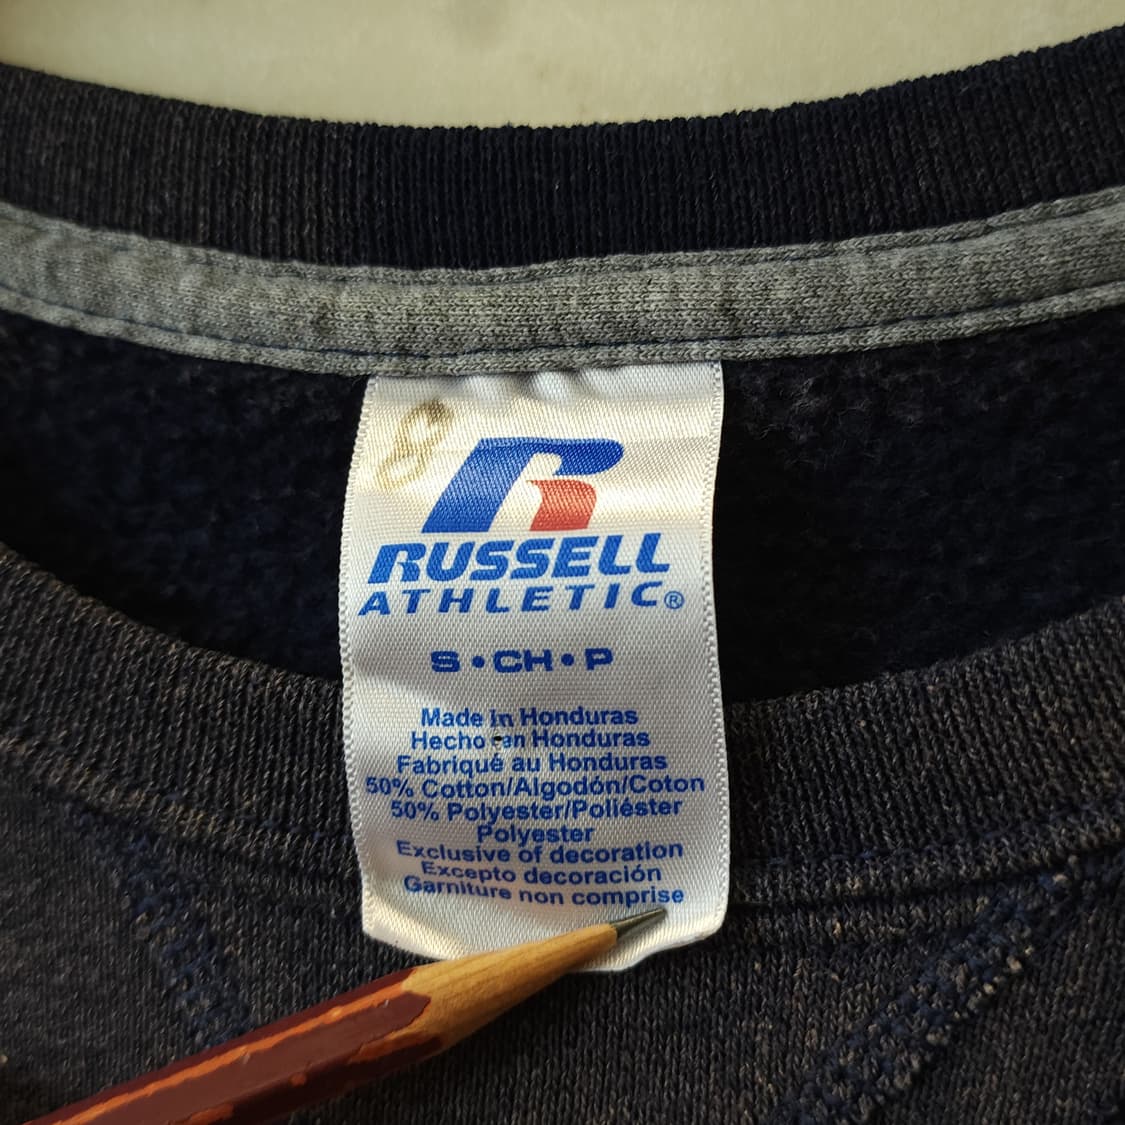 8
RUSSELL
ATHLETIC®
S•CH•P
Made in Honduras
Hecho en Honduras
Fabriqué au Honduras
50% Cotton/Algodón/Coton
50% Polyester/Poliéster
Polyester
Exclusive of decoration
Excepto decoración
Garniture non comprise